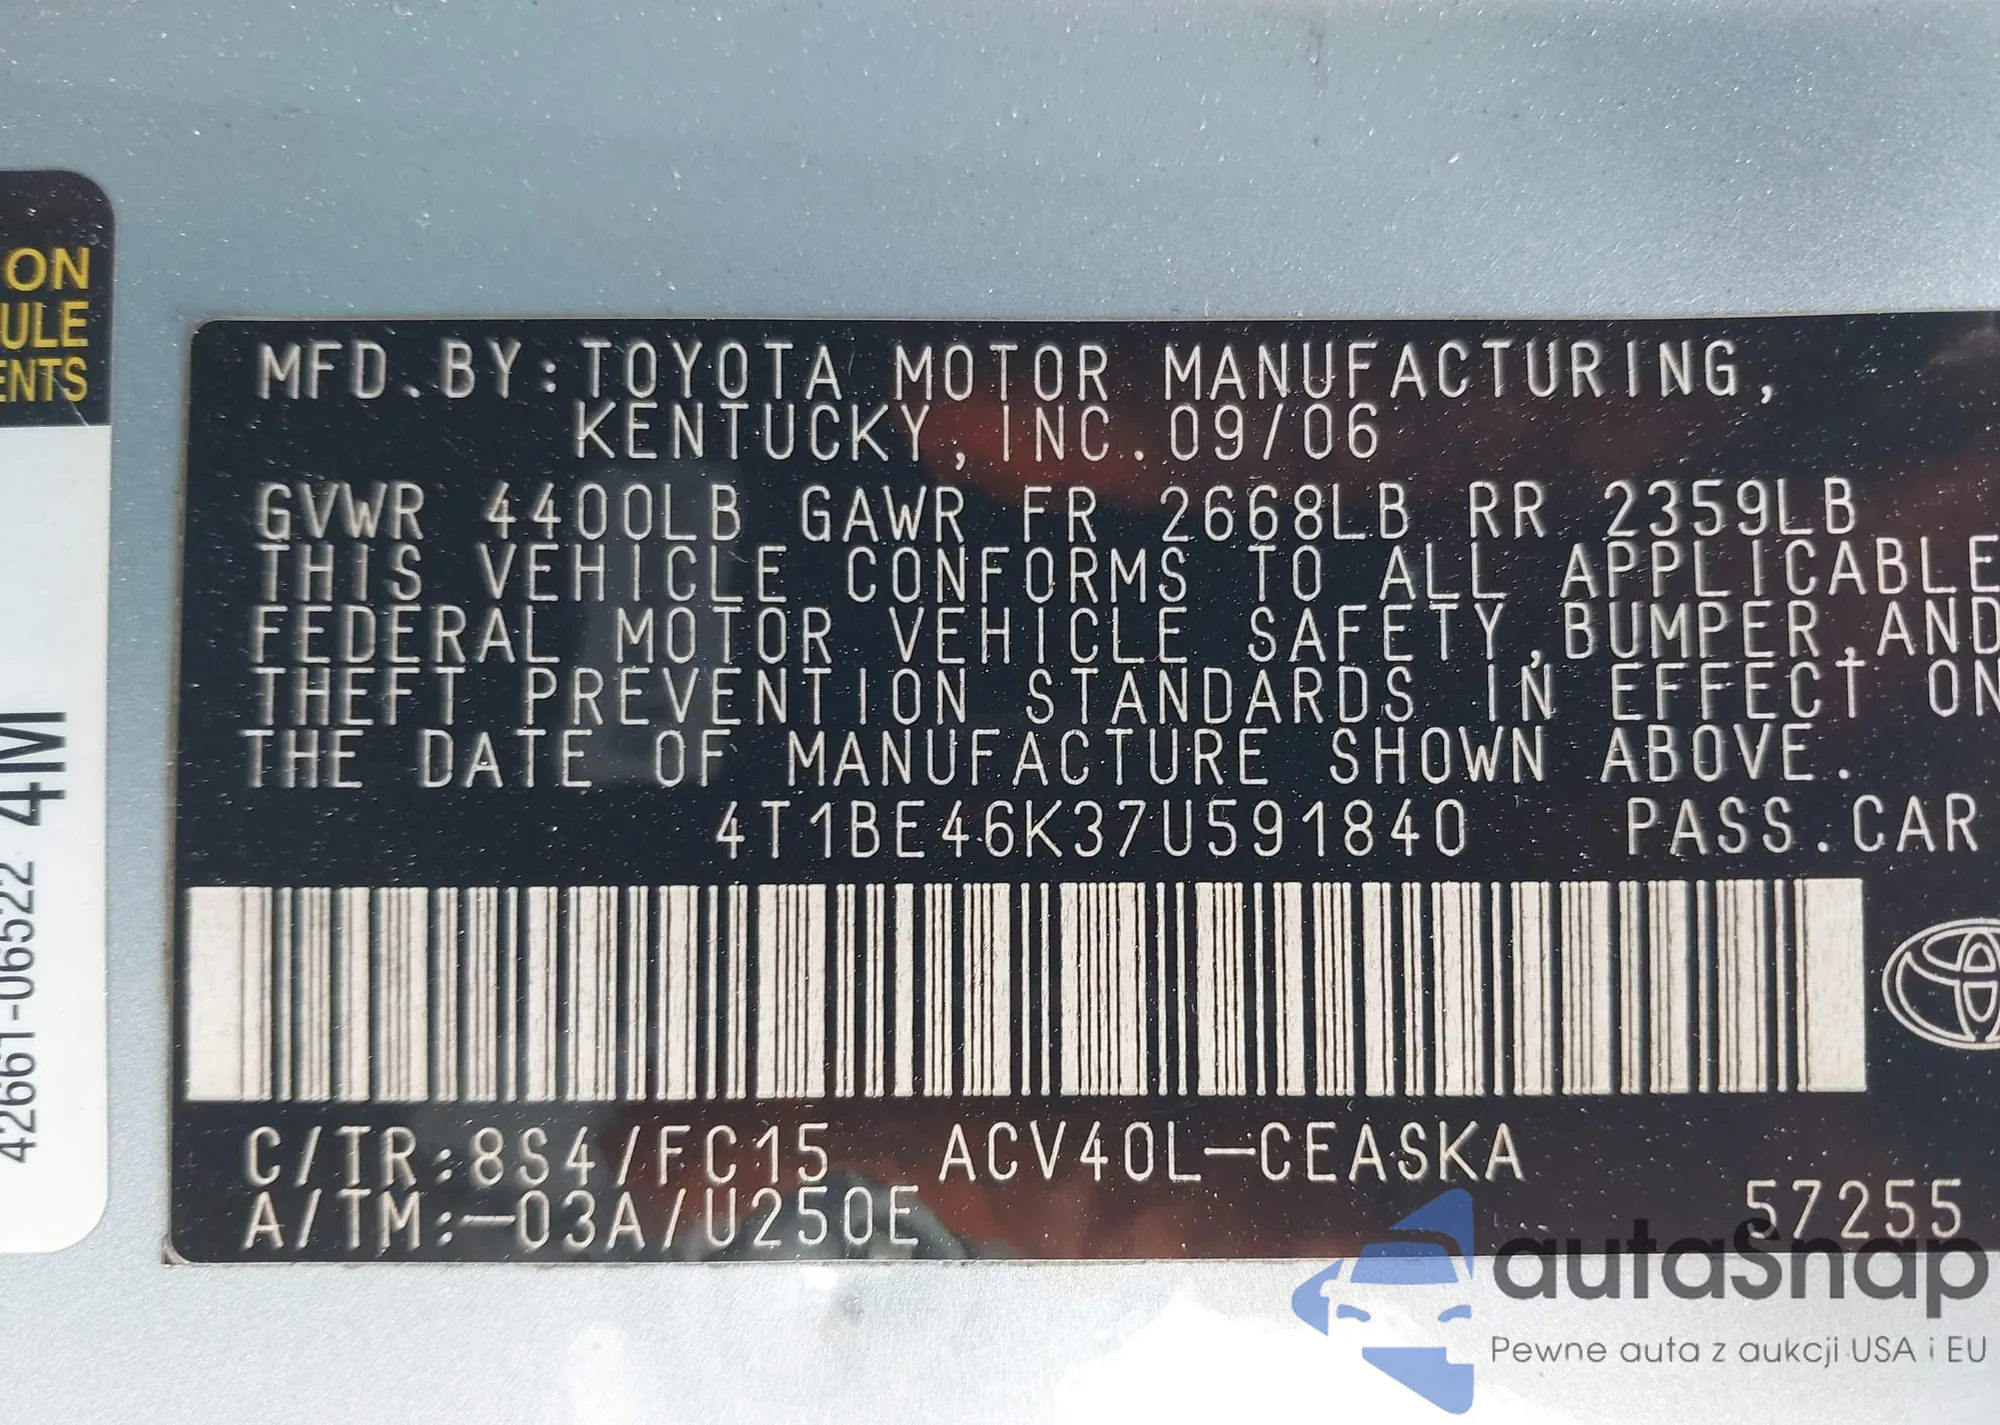 ON
ULE
ENTS
42661-06522 4M
MFD.BY:TOYOTA MOTOR MANUFACTURING,
KENTUCKY,INC.09/06
GVWR 4400LB GAWR FR 2668LB RR 2359LB
THIS VEHICLE CONFORMS TO ALL APPLICABLE
FEDERAL MOTOR VEHICLE SAFETY,BUMPER,AND
THEFT PREVENTION STANDARDS IN EFFECT ON
THE DATE OF MANUFACTURE SHOWN ABOVE.
4T1BE46K37U591840 PASS.CAR
C/TR:8S4/FC15 ACV40L-CEASKA
A/TM:-03A/U250E 57255
autaSnap
Pewne auta z aukcji USA i EU